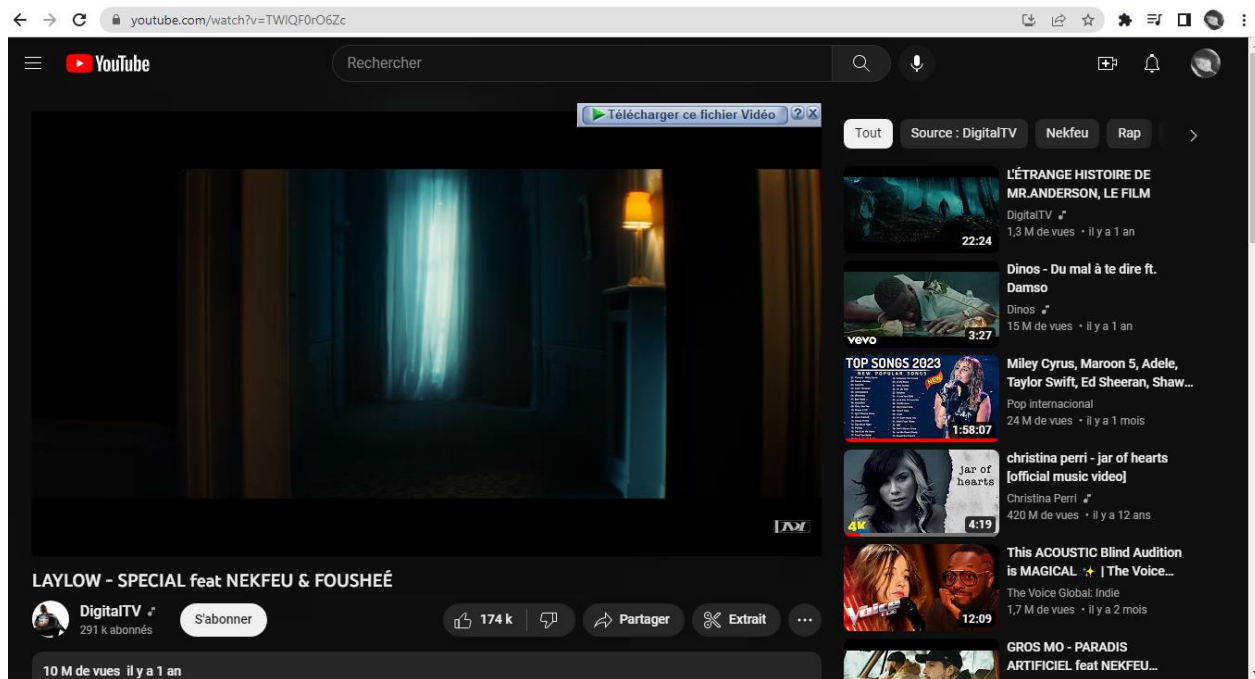 youtube.com/watch?v=TWIQF0rO6Zc
YouTube
Rechercher
Télécharger ce fichier Vidéo
LAYLOW - SPECIAL feat NEKFEU & FOUSHEÉ
DigitalTV
291 k abonnés
S'abonner
174 k
Partager
Extrait
10 M de vues il y a 1 an
Tout Source : DigitalTV Nekfeu Rap
L'ÉTRANGE HISTOIRE DE
MR.ANDERSON, LE FILM
DigitalTV
1,3 M de vues • il y a 1 an
22:24
Dinos - Du mal à te dire ft.
Damso
Dinos
15 M de vues • il y a 1 an
vevo
3:27
TOP SONGS 2023
NEW POPULAR SONGS
NEW
1:58:07
Miley Cyrus, Maroon 5, Adele,
Taylor Swift, Ed Sheeran, Shaw...
Pop internacional
24 M de vues • il y a 1 mois
jar of
hearts
4K
4:19
christina perri - jar of hearts
[official music video]
Christina Perri
420 M de vues • il y a 12 ans
Voice
12:09
This ACOUSTIC Blind Audition
is MAGICAL ✨ | The Voice...
The Voice Global: Indie
1,7 M de vues • il y a 2 mois
GROS MO - PARADIS
ARTIFICIEL feat NEKFEU...